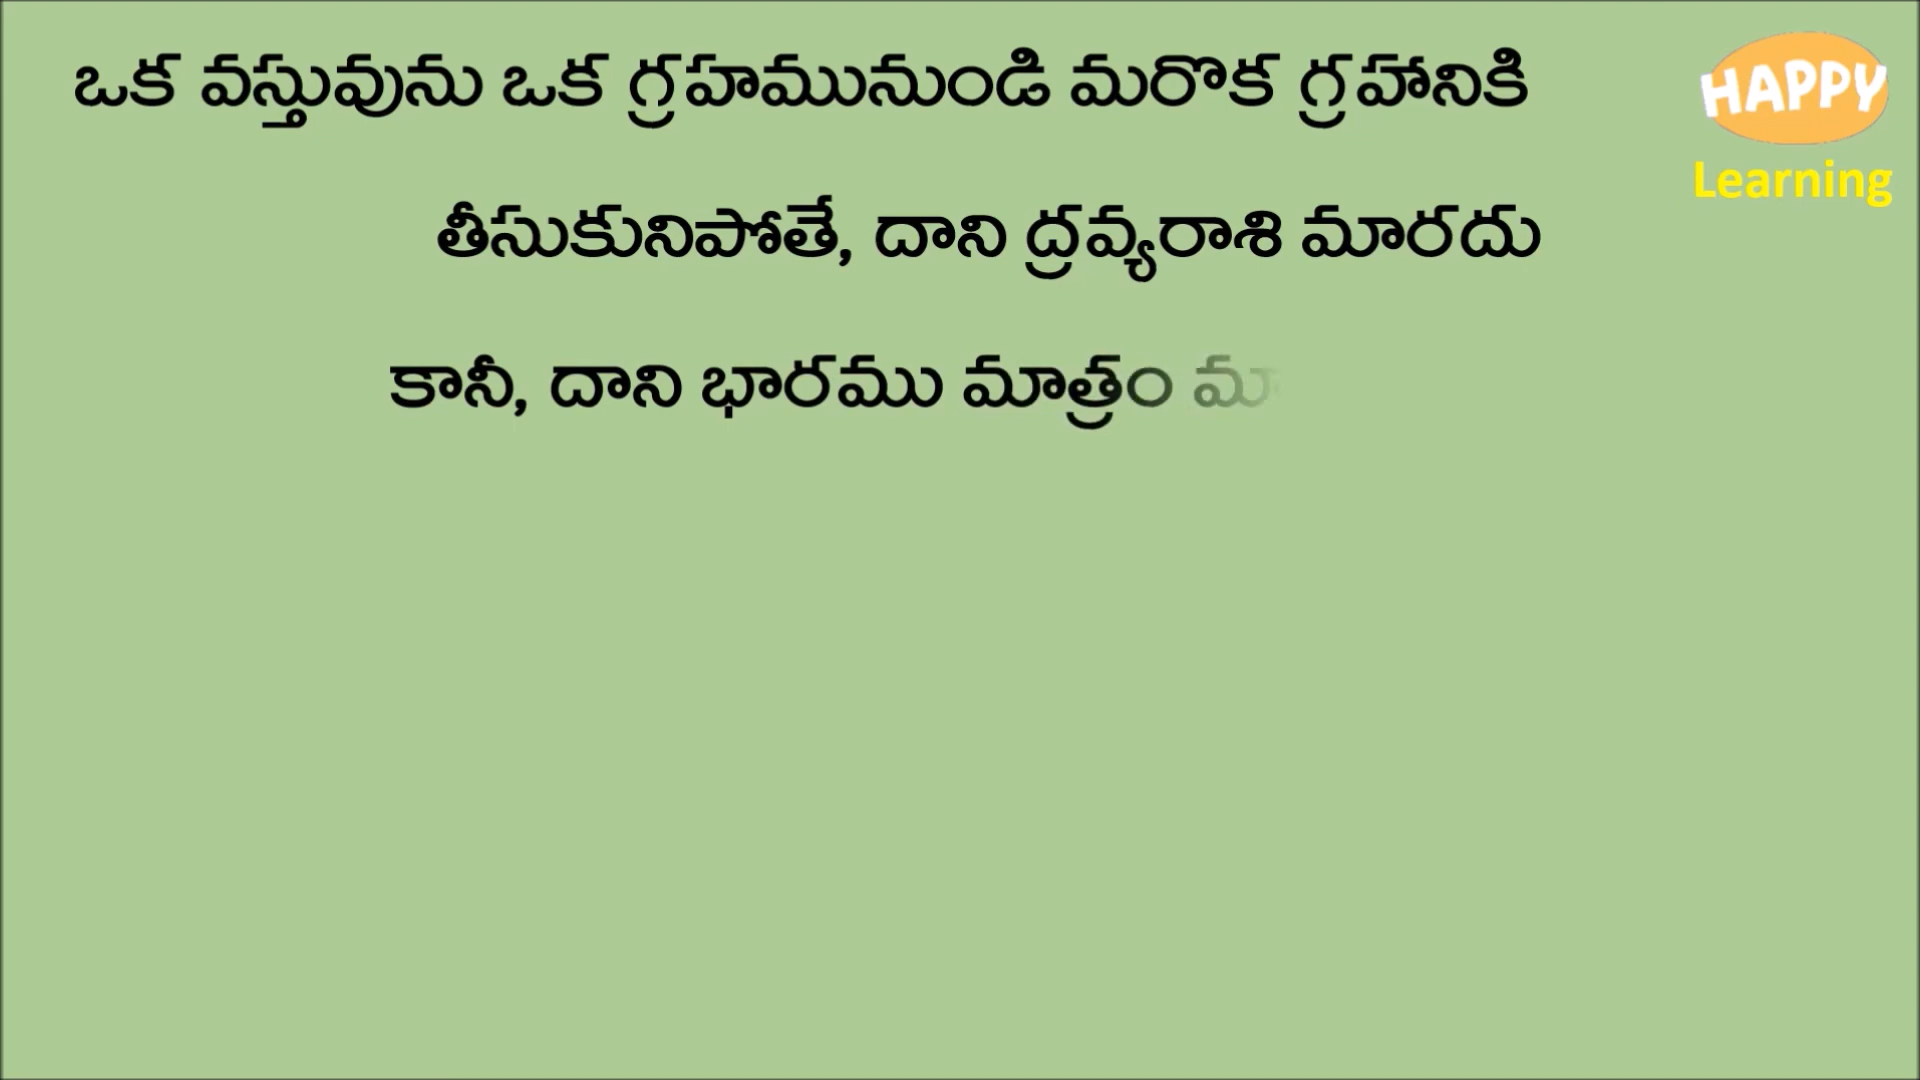 ఒక వస్తువును ఒక గ్రహమునుండి మరొక గ్రహానికి
HAPPY
Learning
తీసుకునిపోతే, దాని ద్రవ్యరాశి మారదు
కానీ, దాని భారము మాత్రం